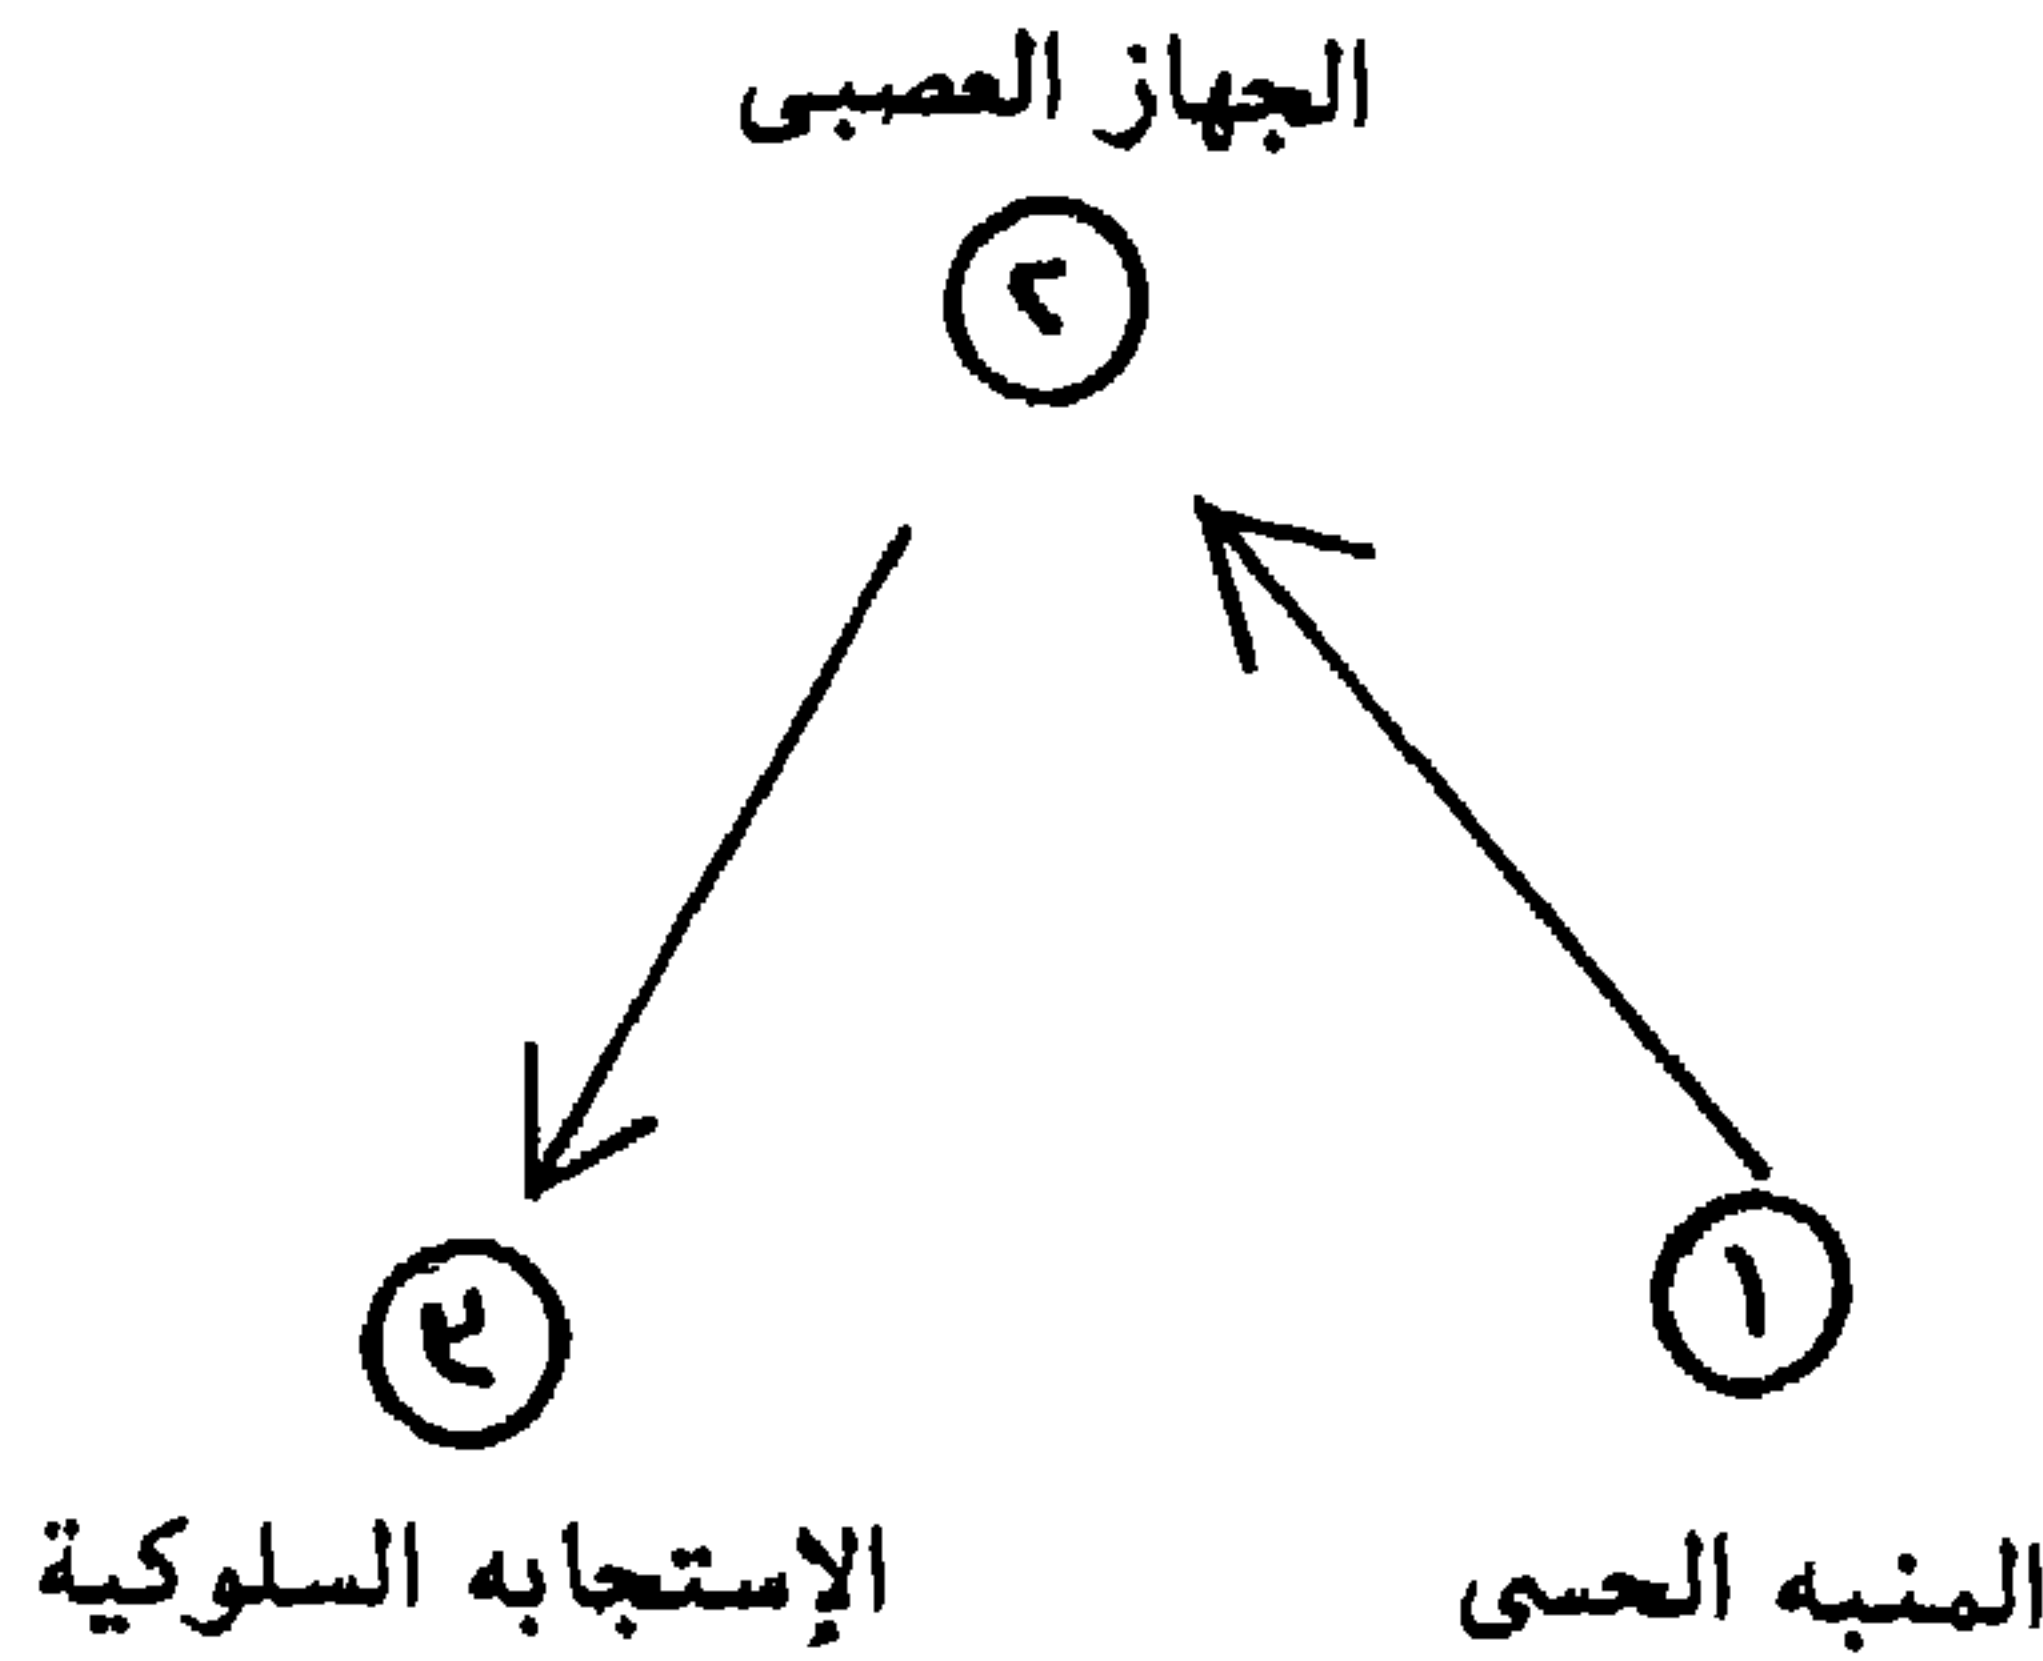 الجهاز العصبى
٢
١
٣
المنبه الحسى
الإستجابه السلوكية